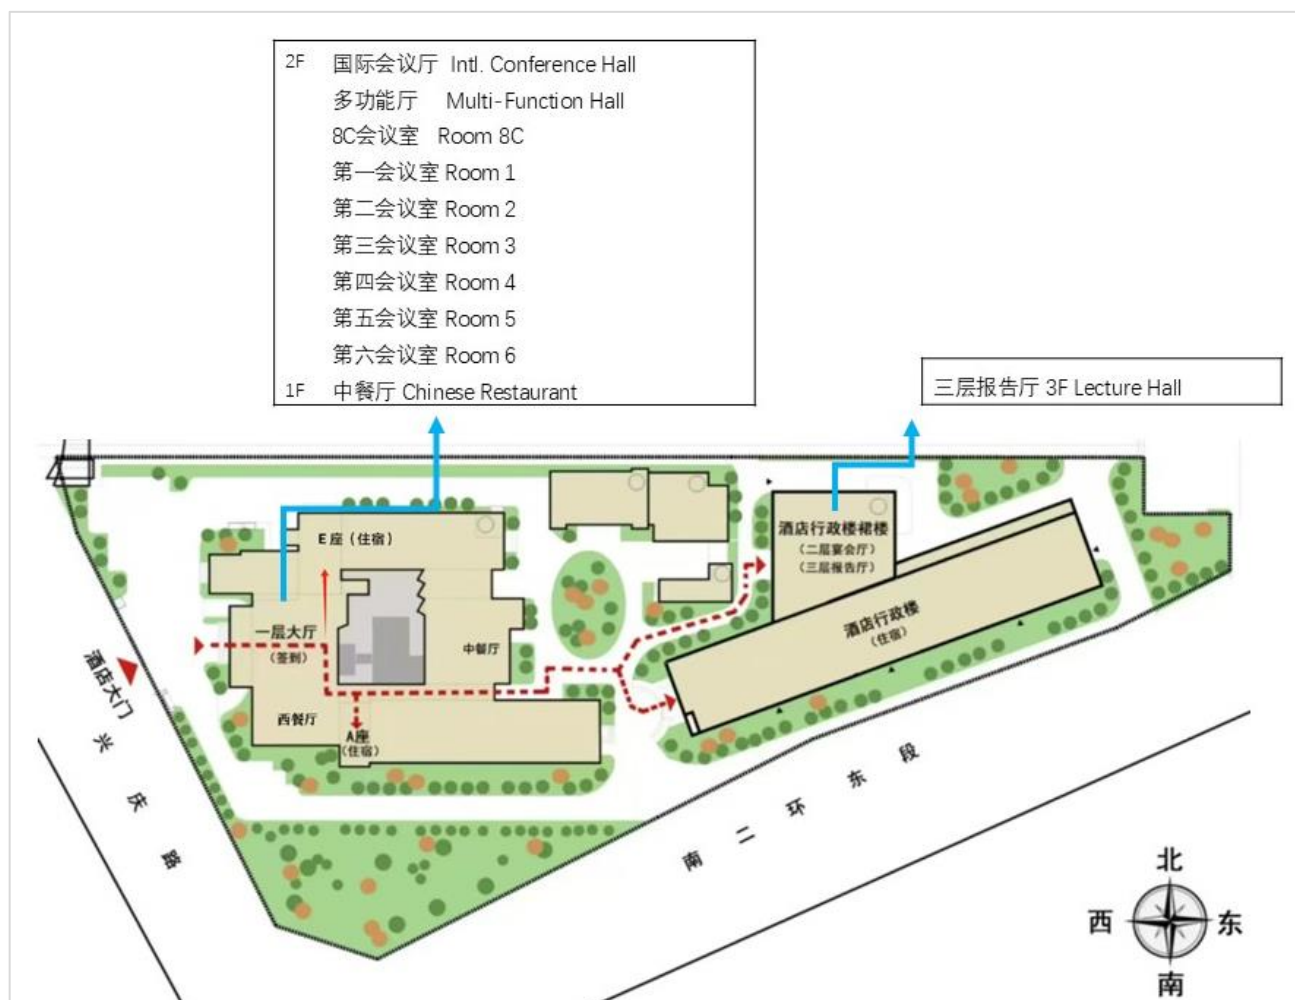 2F 国际会议厅 Intl. Conference Hall
多功能厅 Multi-Function Hall
8C会议室 Room 8C
第一会议室 Room 1
第二会议室 Room 2
第三会议室 Room 3
第四会议室 Room 4
第五会议室 Room 5
第六会议室 Room 6
1F 中餐厅 Chinese Restaurant
三层报告厅 3F Lecture Hall
E座（住宿）
酒店行政楼裙楼
（二层宴会厅）
（三层报告厅）
一层大厅
（签到）
中餐厅
酒店行政楼
（住宿）
酒店大门
西餐厅
A座
（住宿）
兴庆路
南二环东段
北
西 东
南